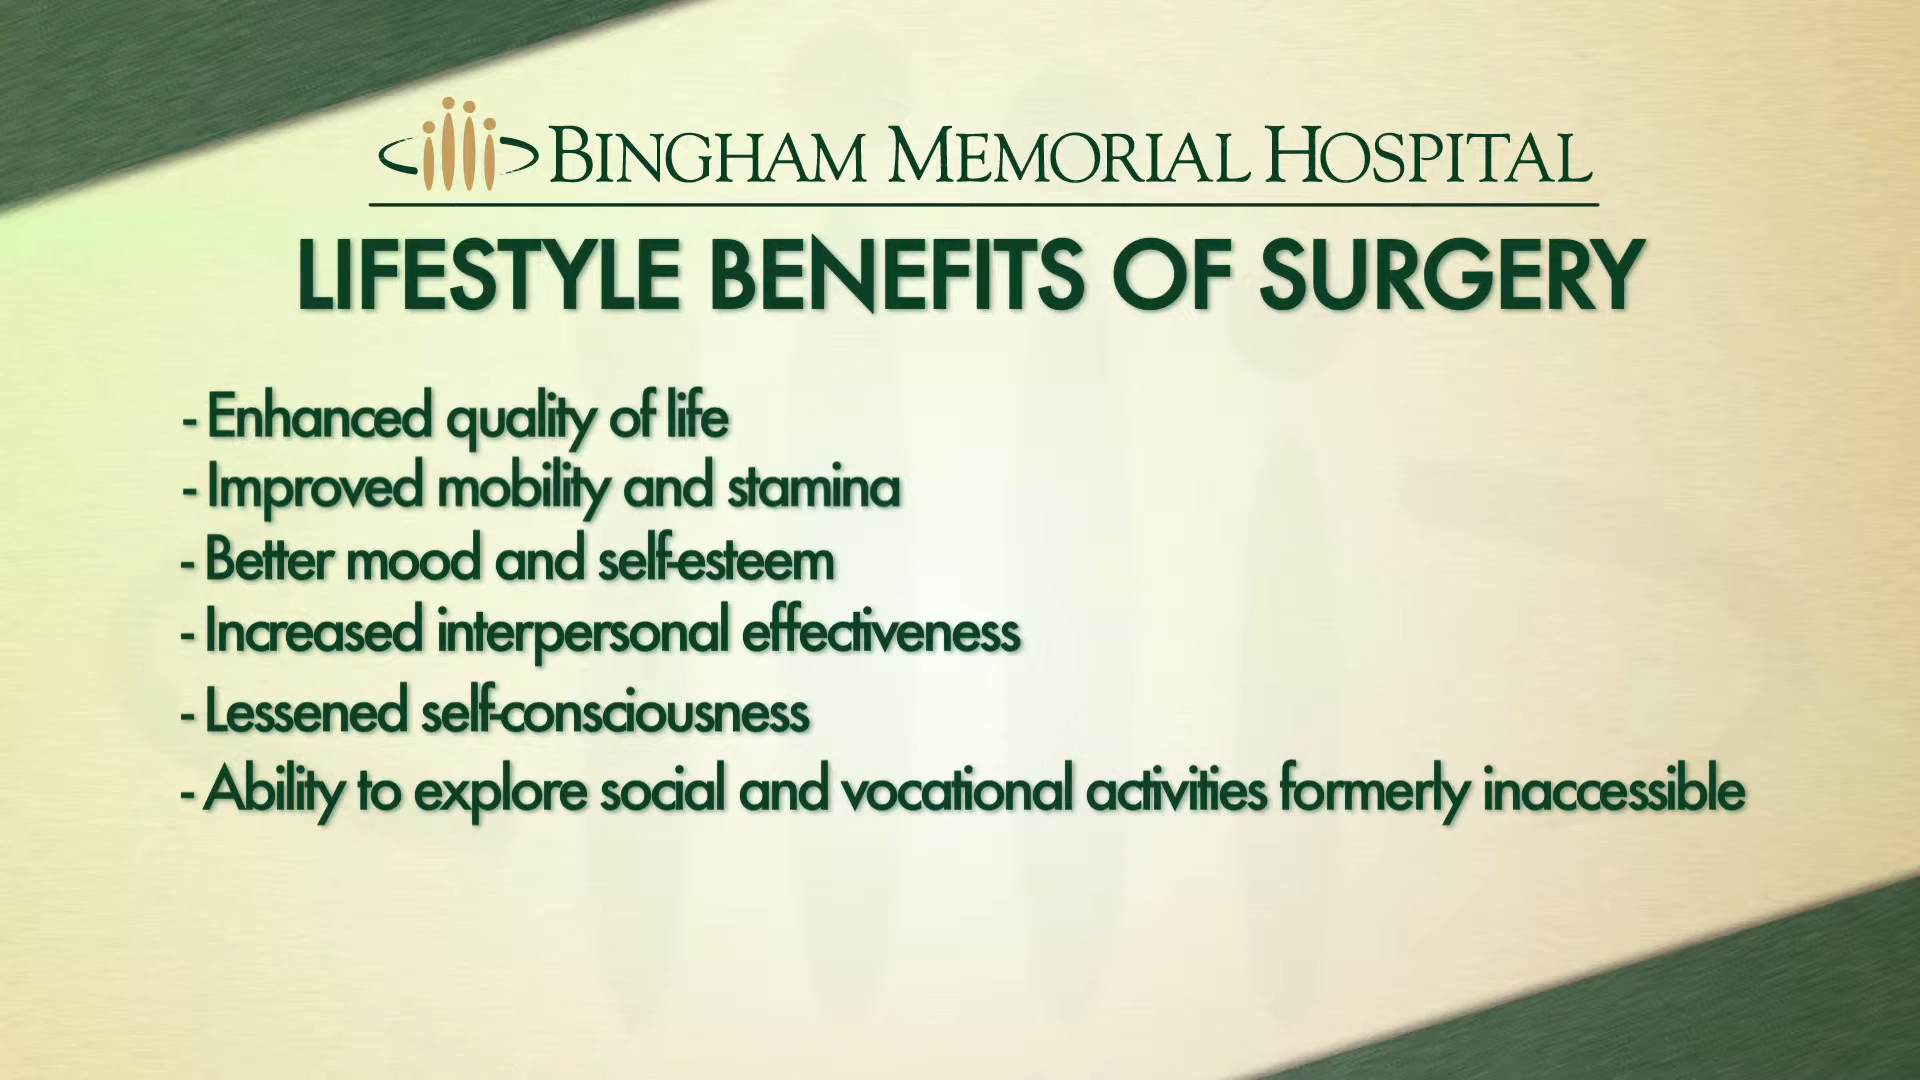 BINGHAM MEMORIAL HOSPITAL
LIFESTYLE BENEFITS OF SURGERY
- Enhanced quality of life
- Improved mobility and stamina
- Better mood and self-esteem
- Increased interpersonal effectiveness
- Lessened self-consciousness
- Ability to explore social and vocational activities formerly inaccessible